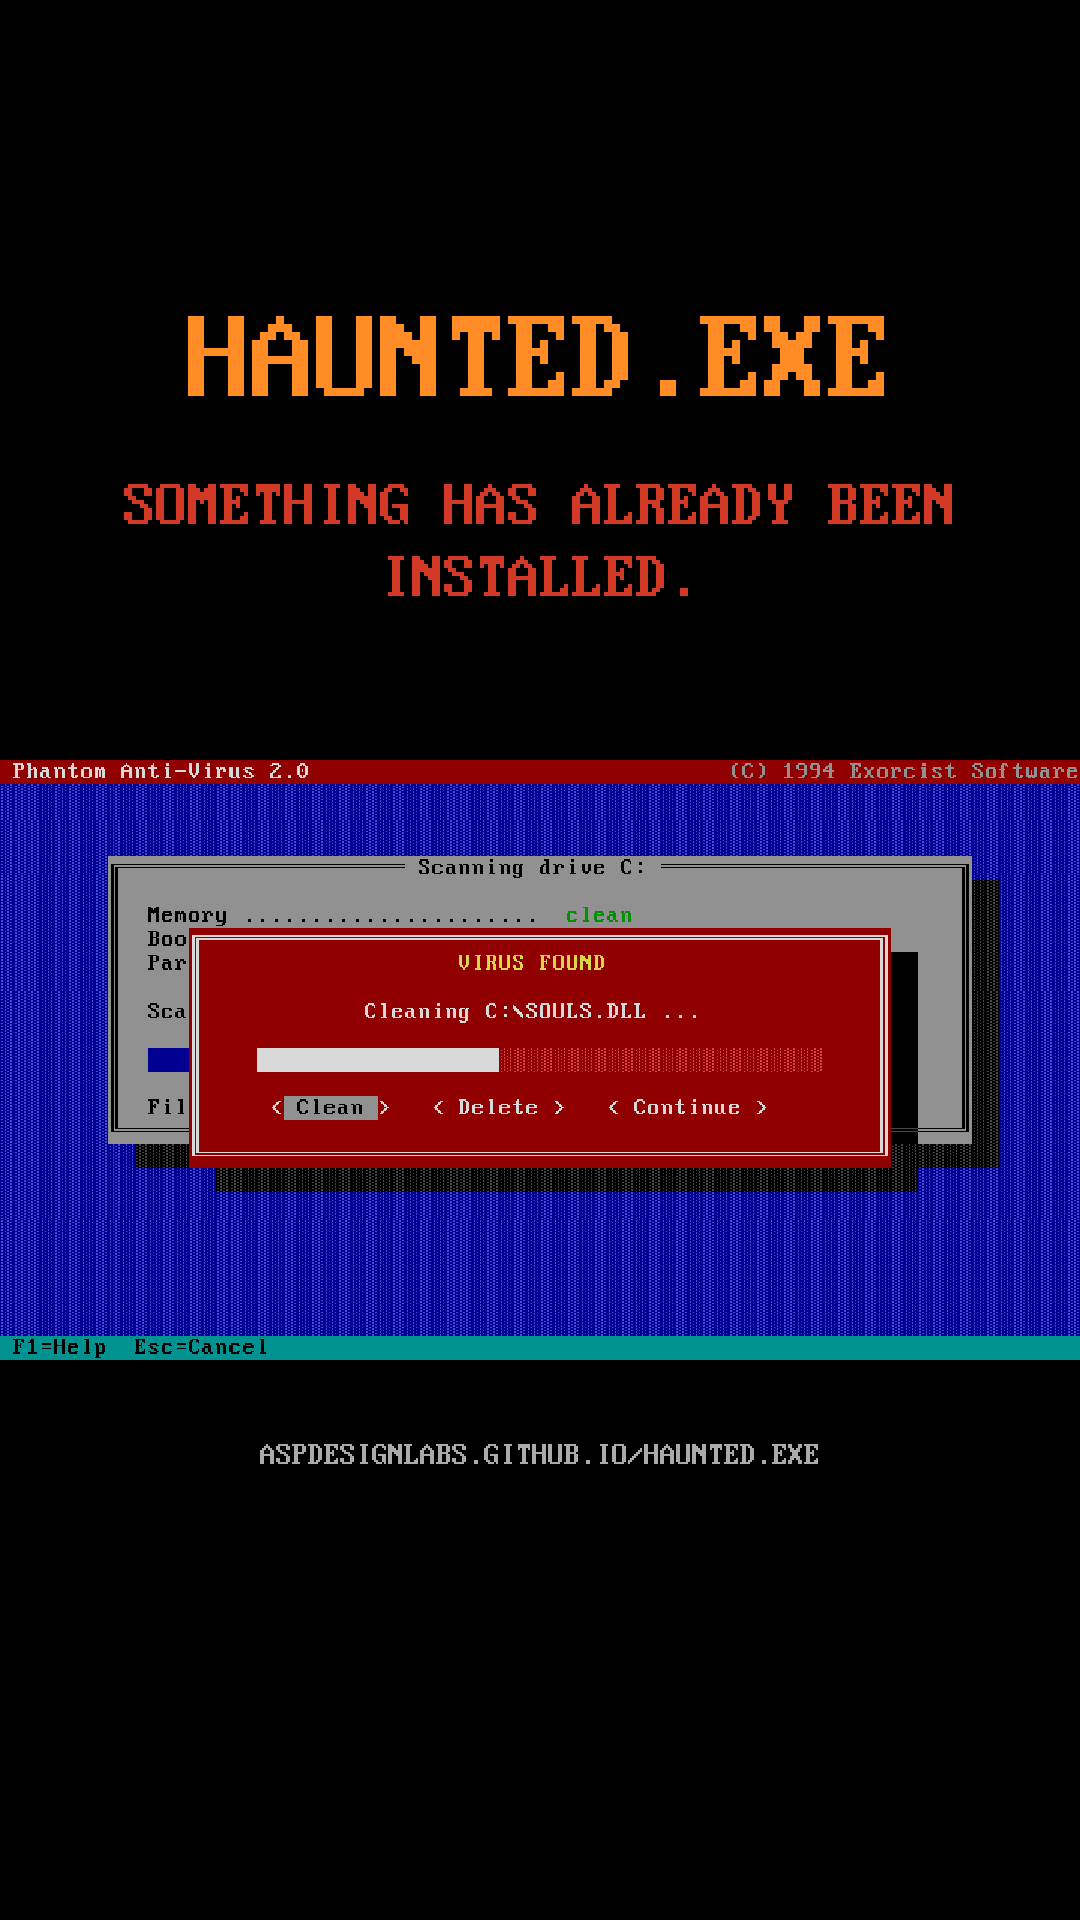 HAUNTED.EXE
SOMETHING HAS ALREADY BEEN
INSTALLED.
Phantom Anti-Virus 2.0 (C) 1994 Exorcist Software
Scanning drive C:
Memory ...................... clean
Boo
Par
VIRUS FOUND
Sca
Cleaning C:\SOULS.DLL ...
Fil
< Clean > < Delete > < Continue >
F1=Help Esc=Cancel
ASPDESIGNLABS.GITHUB.IO/HAUNTED.EXE